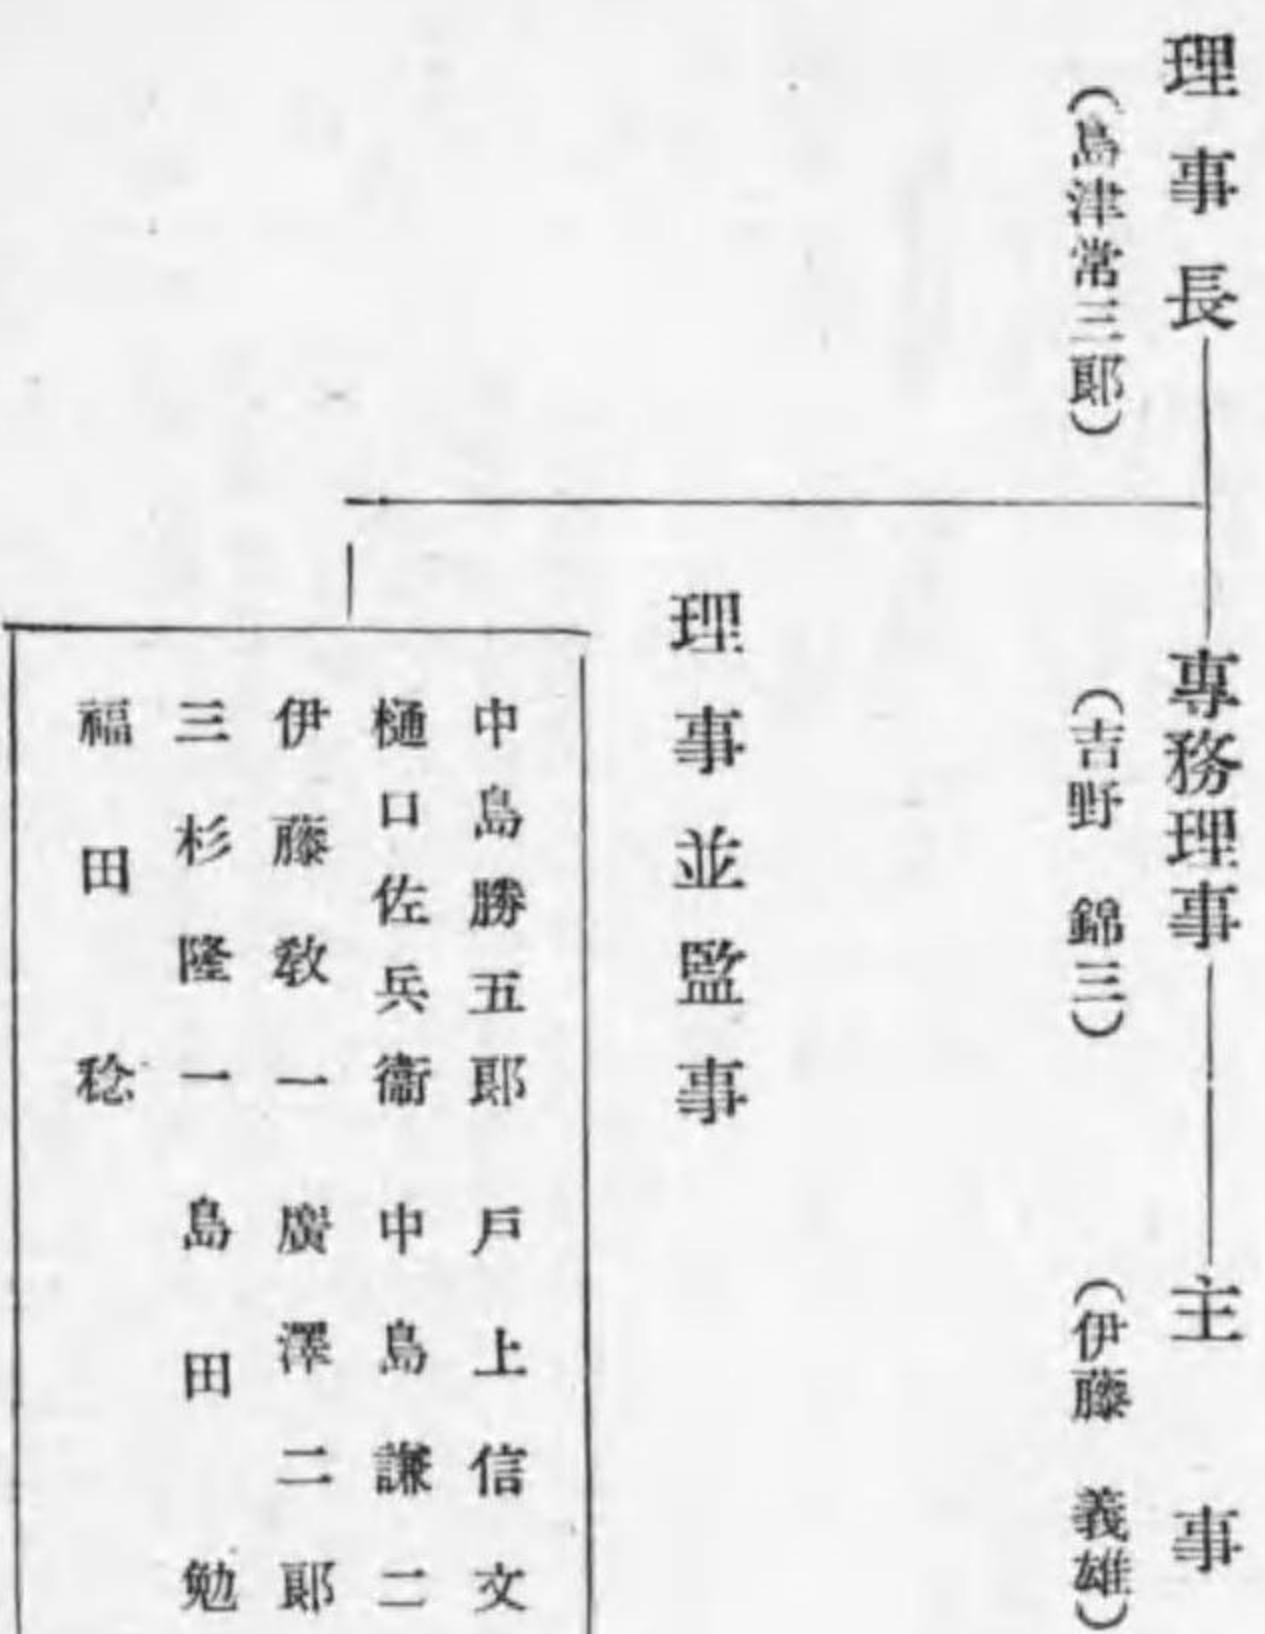 理事長
(島津常三郎)
專務理事
(吉野 錦三)
主事
(伊藤 義雄)
理事並監事
中島勝五郎 戸上信文
樋口佐兵衞 中島謙二
伊藤敎一 廣澤二郎
三杉隆一 島田勉
福田稔